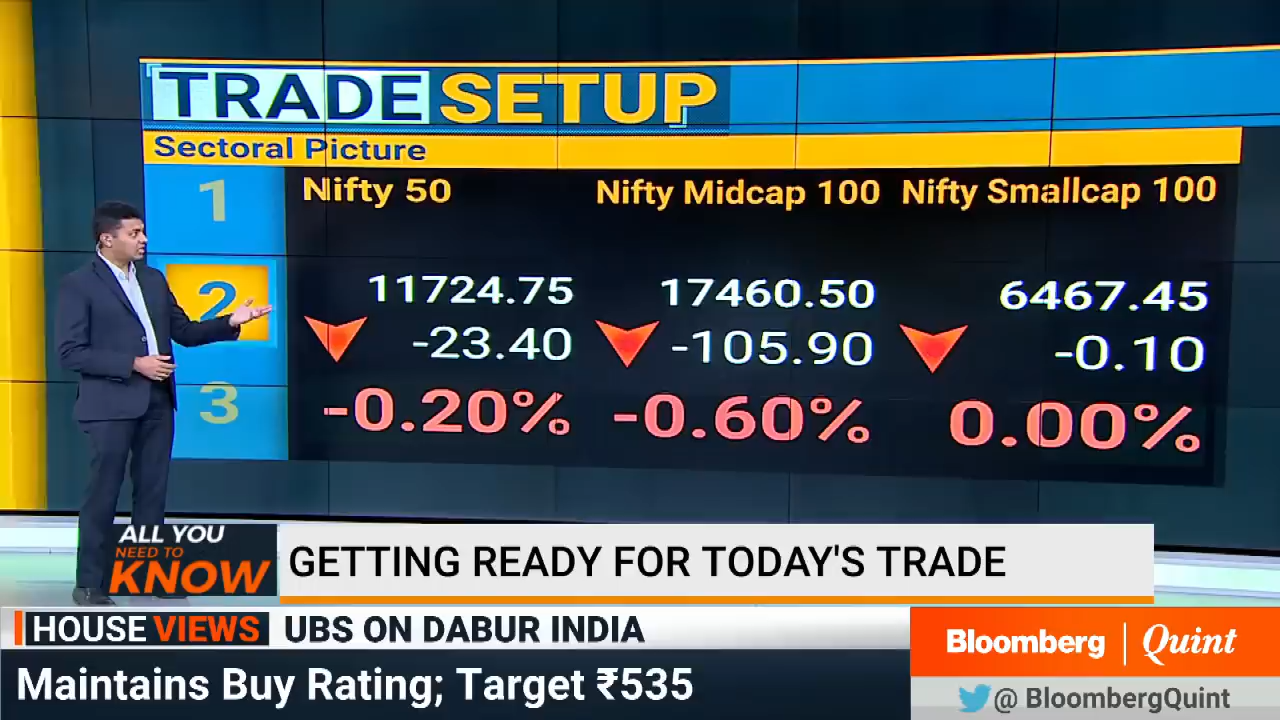 TRADE SETUP
Sectoral Picture
1
Nifty 50
Nifty Midcap 100
Nifty Smallcap 100
2
11724.75
17460.50
6467.45
-23.40
-105.90
-0.10
3
-0.20%
-0.60%
0.00%
ALL YOU
NEED TO
KNOW
GETTING READY FOR TODAY'S TRADE
HOUSE VIEWS
UBS ON DABUR INDIA
Maintains Buy Rating; Target ₹535
Bloomberg | Quint
@ BloombergQuint